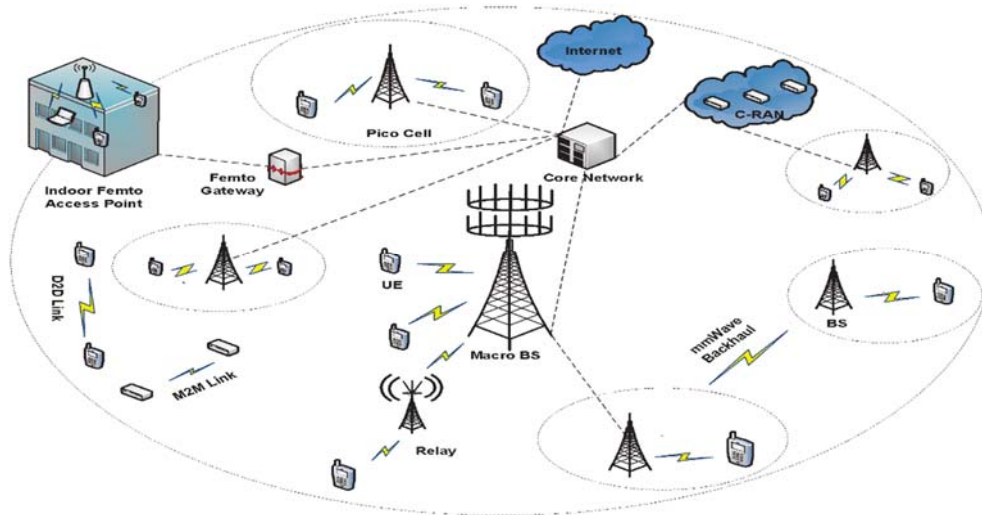 Internet
C-RAN
Pico Cell
Core Network
Femto
Gateway
Indoor Femto
Access Point
D2D Link
UE
BS
mmWave
Backhaul
Macro BS
M2M Link
Relay